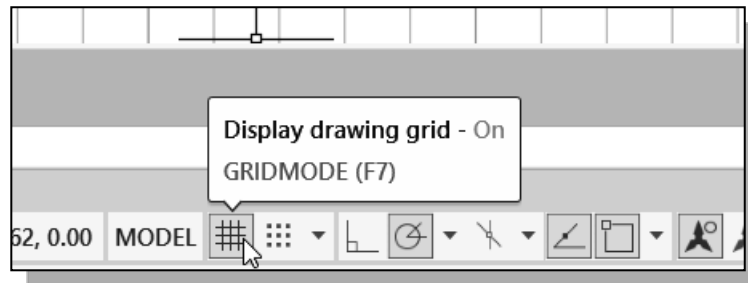 Display drawing grid - On
GRIDMODE (F7)
62, 0.00 MODEL